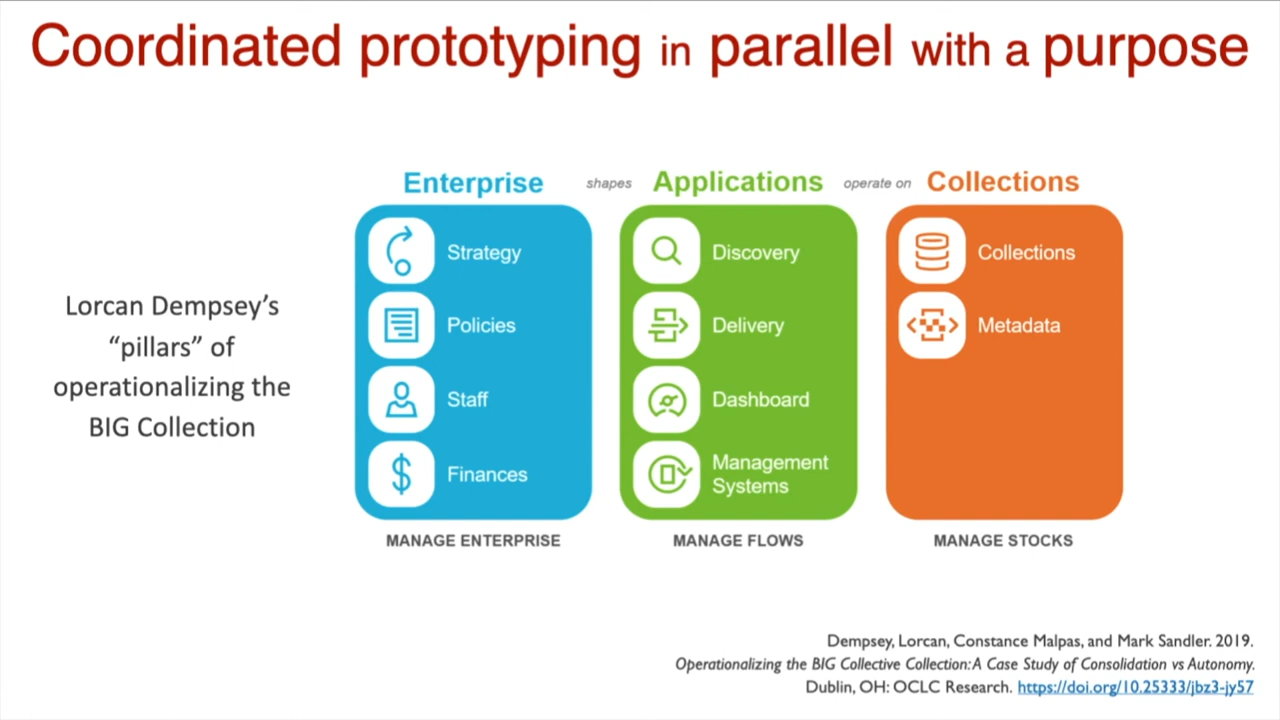 Coordinated prototyping in parallel with a purpose
Lorcan Dempsey’s
“pillars” of
operationalizing the
BIG Collection
Enterprise shapes Applications operate on Collections
Strategy
Policies
Staff
Finances
MANAGE ENTERPRISE
Discovery
Delivery
Dashboard
Management
Systems
MANAGE FLOWS
Collections
Metadata
MANAGE STOCKS
Dempsey, Lorcan, Constance Malpas, and Mark Sandler. 2019.
Operationalizing the BIG Collective Collection: A Case Study of Consolidation vs Autonomy.
Dublin, OH: OCLC Research. https://doi.org/10.25333/jbz3-jy57